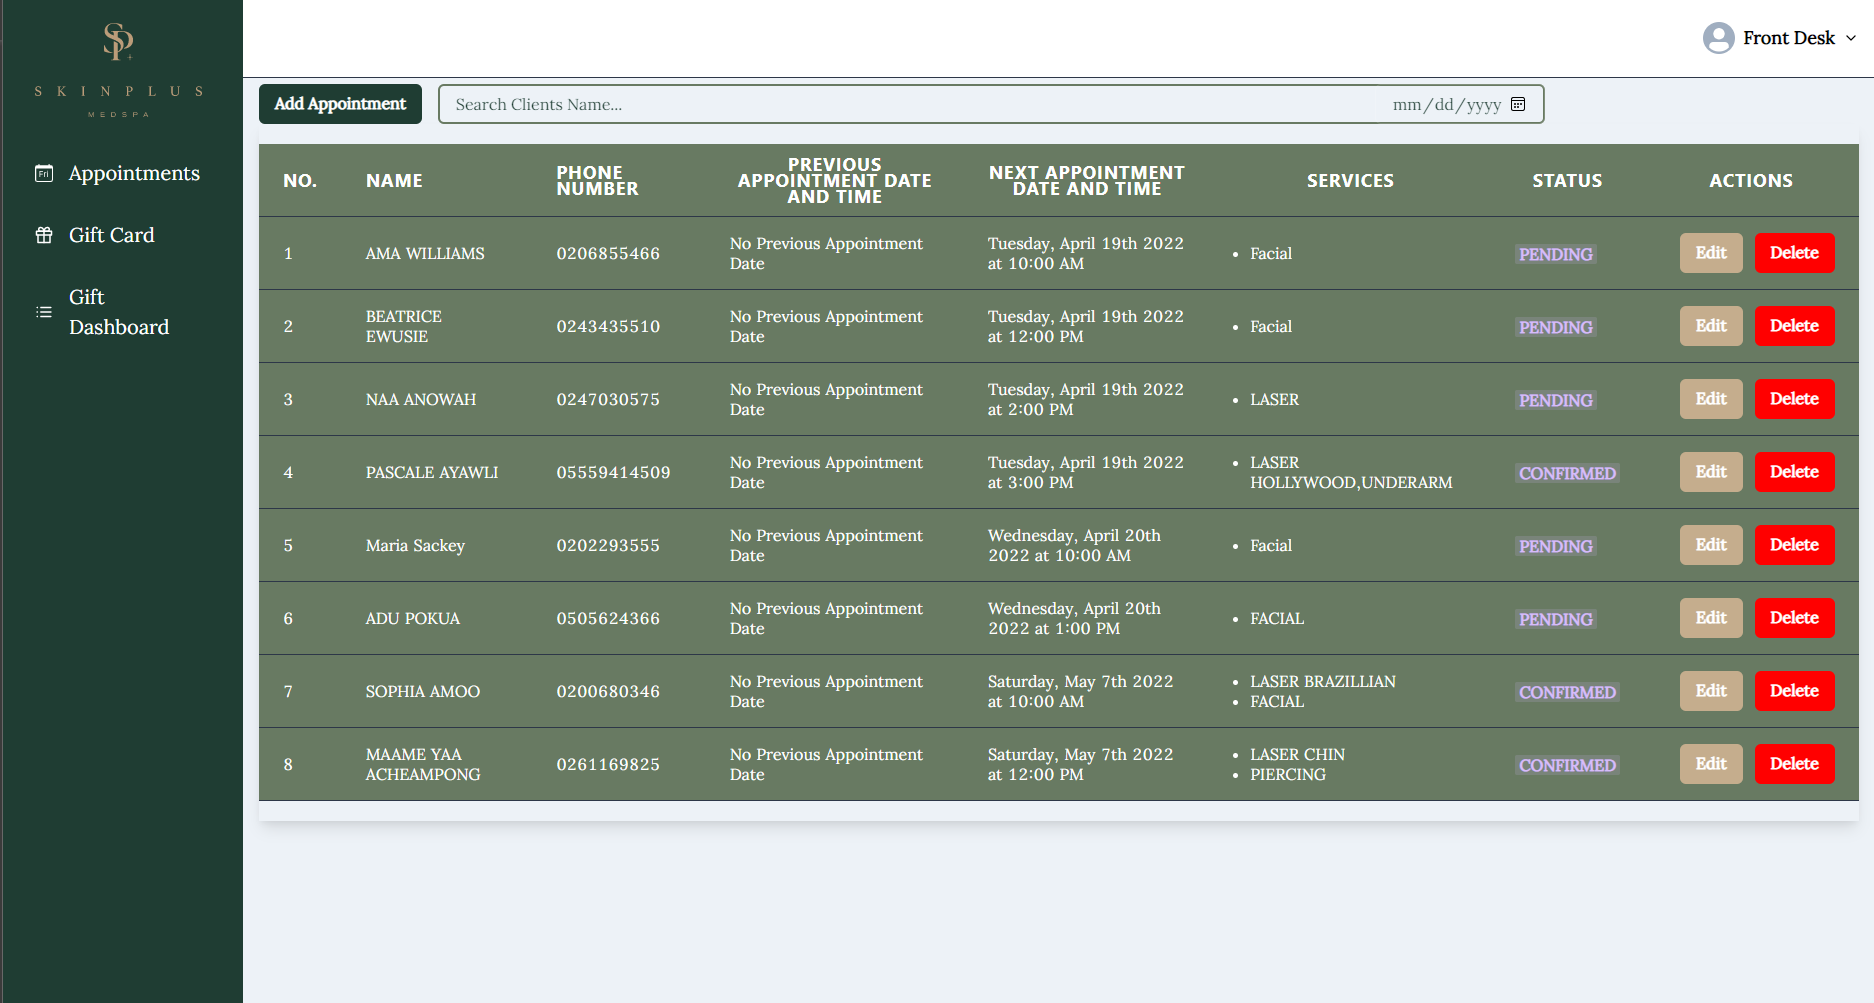 SP+
SKINPLUS
MEDSPA
Fri Appointments
Gift Card
Gift
Dashboard
Front Desk
Add Appointment
Search Clients Name...
mm/dd/yyyy
NO.
NAME
PHONE
NUMBER
PREVIOUS
APPOINTMENT DATE
AND TIME
NEXT APPOINTMENT
DATE AND TIME
SERVICES
STATUS
ACTIONS
1
AMA WILLIAMS
0206855466
No Previous Appointment
Date
Tuesday, April 19th 2022
at 10:00 AM
• Facial
PENDING
Edit
Delete
2
BEATRICE
EWUSIE
0243435510
No Previous Appointment
Date
Tuesday, April 19th 2022
at 12:00 PM
• Facial
PENDING
Edit
Delete
3
NAA ANOWAH
0247030575
No Previous Appointment
Date
Tuesday, April 19th 2022
at 2:00 PM
• LASER
PENDING
Edit
Delete
4
PASCALE AYAWLI
05559414509
No Previous Appointment
Date
Tuesday, April 19th 2022
at 3:00 PM
• LASER
HOLLYWOOD,UNDERARM
CONFIRMED
Edit
Delete
5
Maria Sackey
0202293555
No Previous Appointment
Date
Wednesday, April 20th
2022 at 10:00 AM
• Facial
PENDING
Edit
Delete
6
ADU POKUA
0505624366
No Previous Appointment
Date
Wednesday, April 20th
2022 at 1:00 PM
• FACIAL
PENDING
Edit
Delete
7
SOPHIA AMOO
0200680346
No Previous Appointment
Date
Saturday, May 7th 2022
at 10:00 AM
• LASER BRAZILLIAN
• FACIAL
CONFIRMED
Edit
Delete
8
MAAME YAA
ACHEAMPONG
0261169825
No Previous Appointment
Date
Saturday, May 7th 2022
at 12:00 PM
• LASER CHIN
• PIERCING
CONFIRMED
Edit
Delete